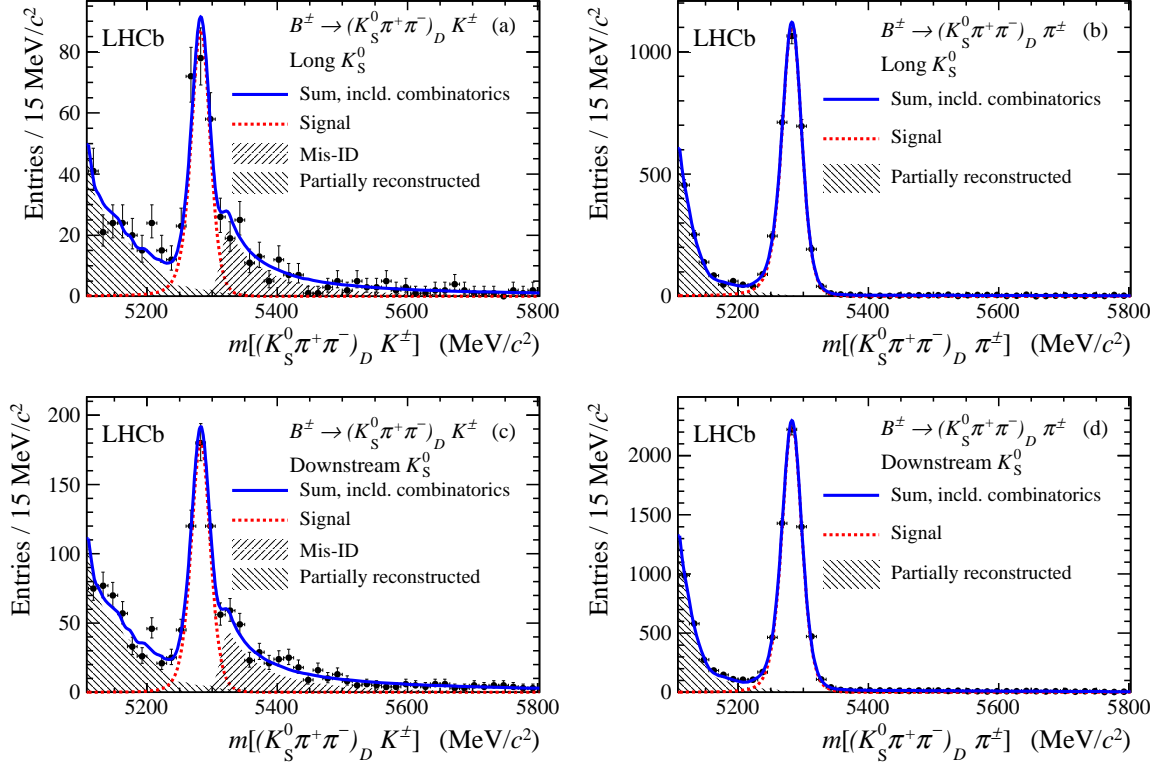 LHCb
B± → (K⁰S π⁺π⁻)D K± (a)
Long K⁰S
Sum, incld. combinatorics
Signal
Mis-ID
Partially reconstructed
Entries / 15 MeV/c²
0
20
40
60
80
5200 5400 5600 5800
m[(K⁰S π⁺π⁻)D K±] (MeV/c²)
LHCb
B± → (K⁰S π⁺π⁻)D π± (b)
Long K⁰S
Sum, incld. combinatorics
Signal
Partially reconstructed
Entries / 15 MeV/c²
0
500
1000
5200 5400 5600 5800
m[(K⁰S π⁺π⁻)D π±] (MeV/c²)
LHCb
B± → (K⁰S π⁺π⁻)D K± (c)
Downstream K⁰S
Sum, incld. combinatorics
Signal
Mis-ID
Partially reconstructed
Entries / 15 MeV/c²
0
50
100
150
200
5200 5400 5600 5800
m[(K⁰S π⁺π⁻)D K±] (MeV/c²)
LHCb
B± → (K⁰S π⁺π⁻)D π± (d)
Downstream K⁰S
Sum, incld. combinatorics
Signal
Partially reconstructed
Entries / 15 MeV/c²
0
500
1000
1500
2000
5200 5400 5600 5800
m[(K⁰S π⁺π⁻)D π±] (MeV/c²)